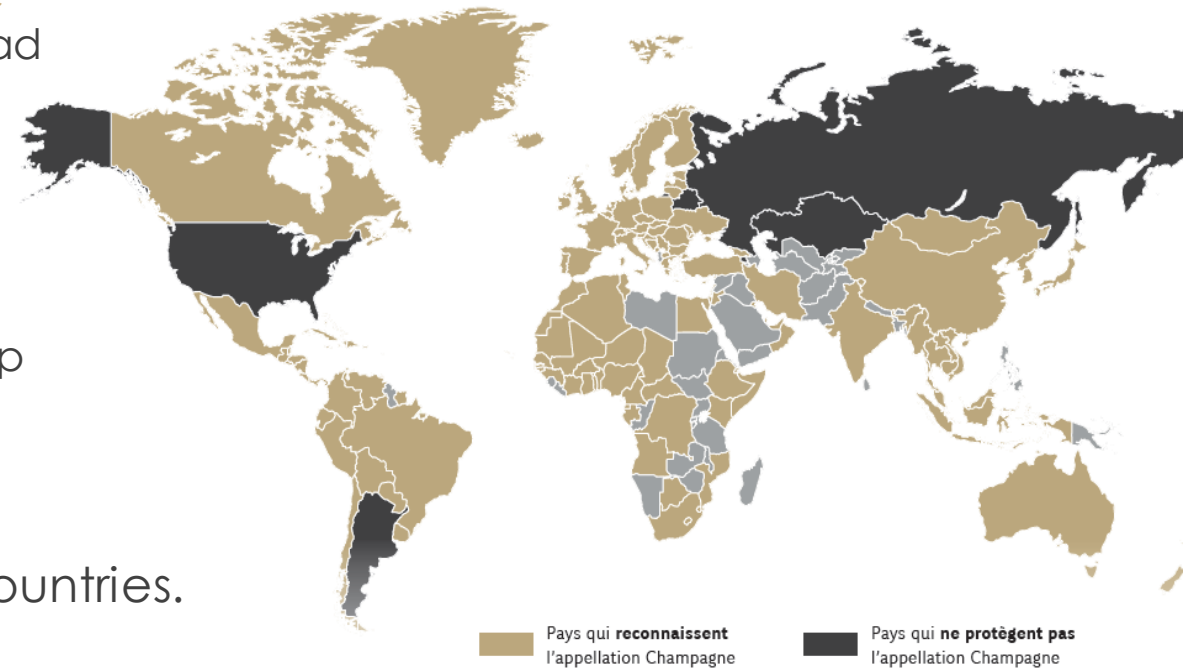 ad
p
ountries.
Pays qui reconnaissent
l'appellation Champagne
Pays qui ne protègent pas
l'appellation Champagne